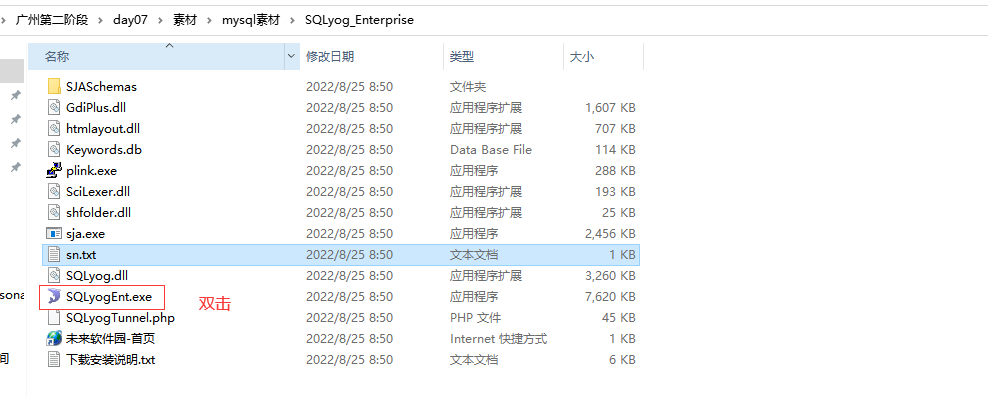 广州第二阶段 › day07 › 素材 › mysql素材 › SQLyog_Enterprise
名称 修改日期 类型 大小
SJASchemas 2022/8/25 8:50 文件夹
GdiPlus.dll 2022/8/25 8:50 应用程序扩展 1,607 KB
htmlayout.dll 2022/8/25 8:50 应用程序扩展 707 KB
Keywords.db 2022/8/25 8:50 Data Base File 114 KB
plink.exe 2022/8/25 8:50 应用程序 288 KB
SciLexer.dll 2022/8/25 8:50 应用程序扩展 193 KB
shfolder.dll 2022/8/25 8:50 应用程序扩展 25 KB
sja.exe 2022/8/25 8:50 应用程序 2,456 KB
sn.txt 2022/8/25 8:50 文本文档 1 KB
SQLyog.dll 2022/8/25 8:50 应用程序扩展 3,260 KB
sona
SQLyogEnt.exe 双击 2022/8/25 8:50 应用程序 7,620 KB
SQLyogTunnel.php 2022/8/25 8:50 PHP 文件 45 KB
未来软件园-首页 2022/8/25 8:50 Internet 快捷方式 1 KB
间
下载安装说明.txt 2022/8/25 8:50 文本文档 6 KB